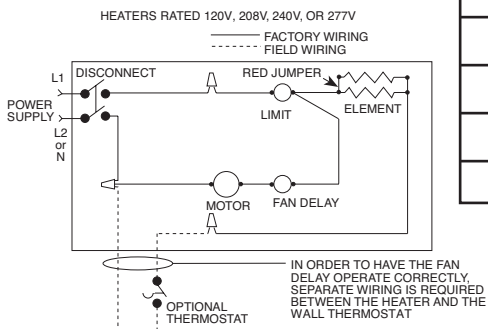 HEATERS RATED 120V, 208V, 240V, OR 277V
FACTORY WIRING
FIELD WIRING
L1
DISCONNECT
RED JUMPER
POWER
SUPPLY
LIMIT
ELEMENT
L2
or
N
MOTOR
FAN DELAY
IN ORDER TO HAVE THE FAN
DELAY OPERATE CORRECTLY,
SEPARATE WIRING IS REQUIRED
BETWEEN THE HEATER AND THE
WALL THERMOSTAT
OPTIONAL
THERMOSTAT